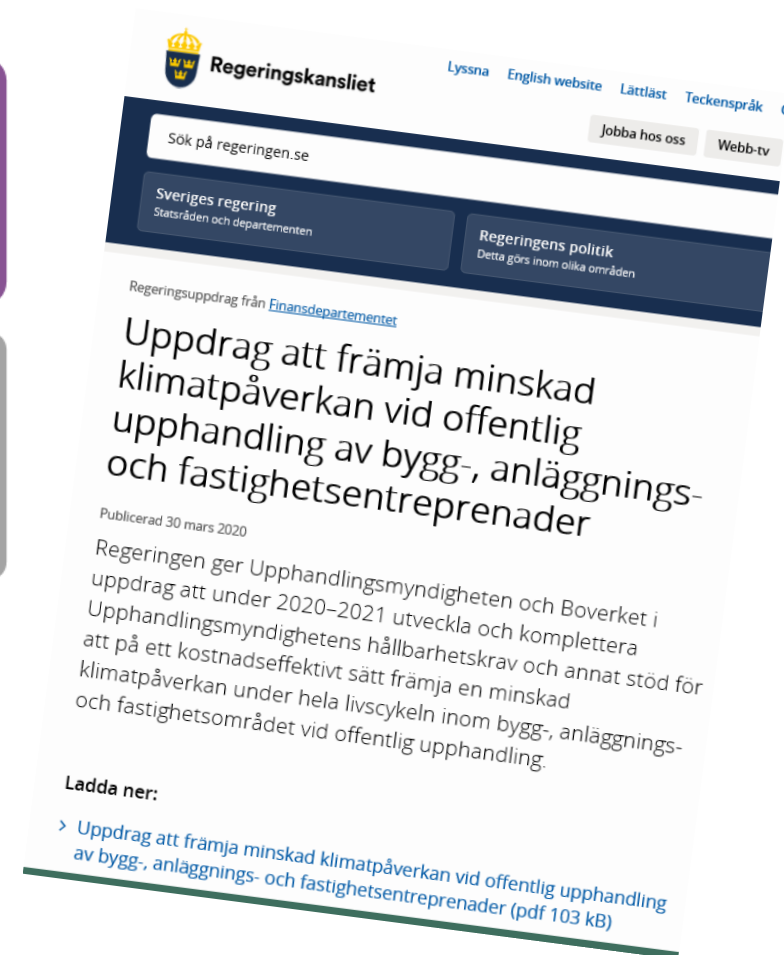 Regeringskansliet
Lyssna English website Lättläst Teckenspråk
Jobba hos oss Webb-tv
Sök på regeringen.se
Sveriges regering
Statsråden och departementen
Regeringens politik
Detta görs inom olika områden
Regeringsuppdrag från Finansdepartementet
Uppdrag att främja minskad
klimatpåverkan vid offentlig
upphandling av bygg-, anläggnings-
och fastighetsentreprenader
Publicerad 30 mars 2020
Regeringen ger Upphandlingsmyndigheten och Boverket i
uppdrag att under 2020–2021 utveckla och komplettera
Upphandlingsmyndighetens hållbarhetskrav och annat stöd för
att på ett kostnadseffektivt sätt främja en minskad
klimatpåverkan under hela livscykeln inom bygg-, anläggnings-
och fastighetsområdet vid offentlig upphandling.
Ladda ner:
Uppdrag att främja minskad klimatpåverkan vid offentlig upphandling
av bygg-, anläggnings- och fastighetsentreprenader (pdf 103 kB)